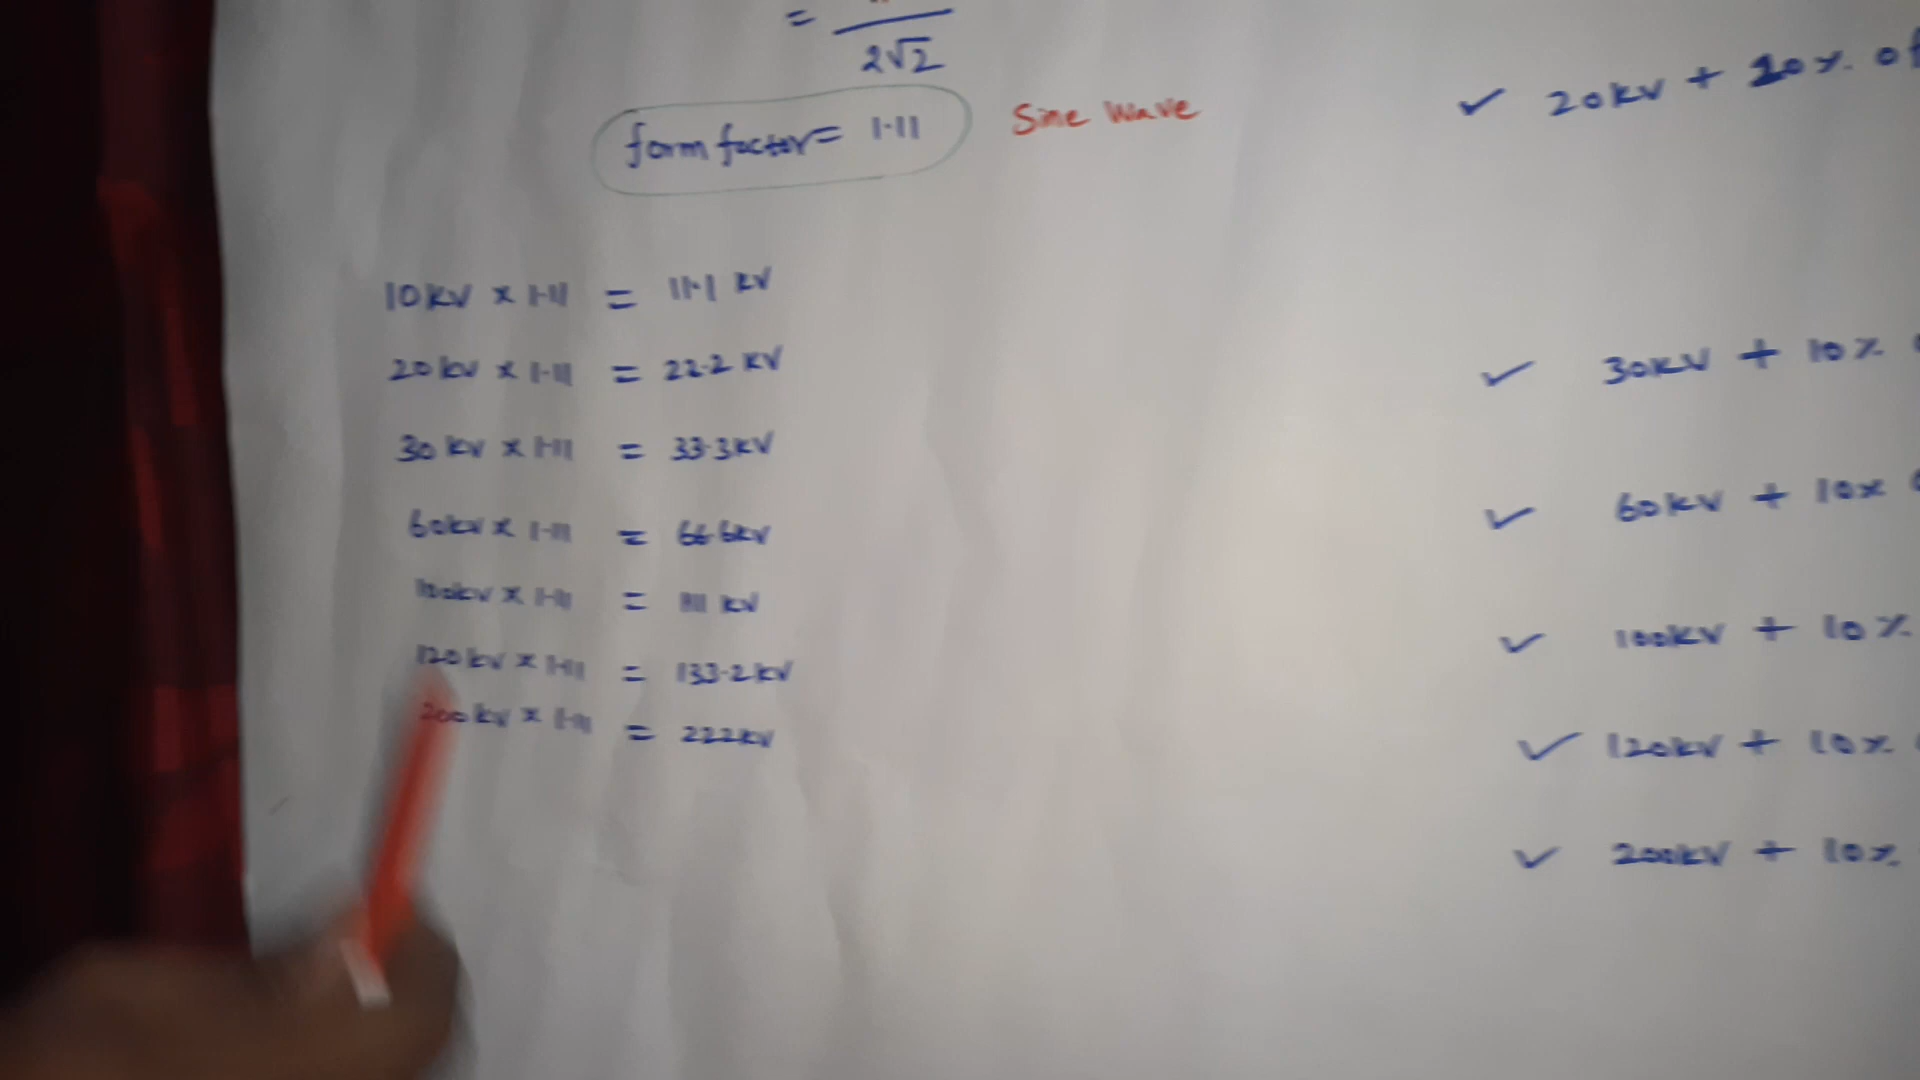 =
2√2
form factor = 1.11
Sine Wave
10kV × 1.11 = 11.1 kV
20kV × 1.11 = 22.2 kV
30kV × 1.11 = 33.3kV
60kV × 1.11 = 66.6kV
100kV × 1.11 = 111 kV
120kV × 1.11 = 133.2kV
200kV × 1.11 = 222kV
✓ 20kV + 10% of
✓ 30kV + 10%
✓ 60kV + 10%
✓ 100kV + 10%
✓ 120kV + 10%
✓ 200kV + 10%